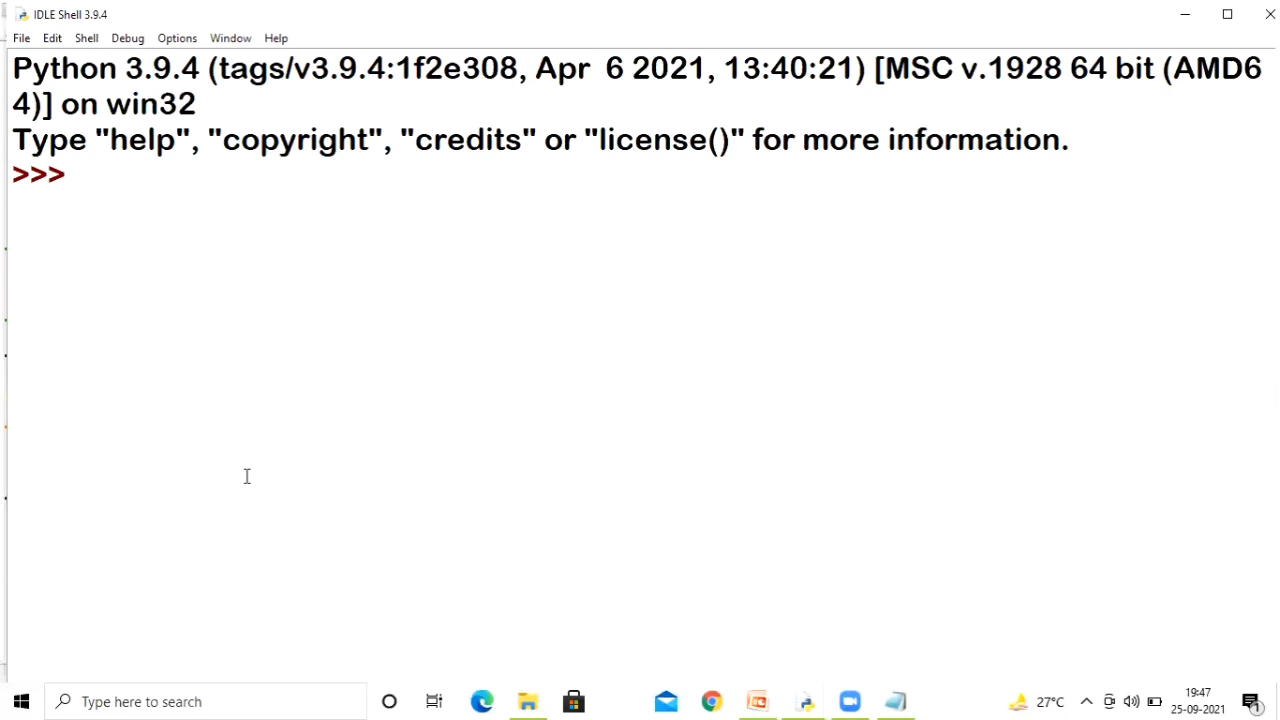 IDLE Shell 3.9.4
File Edit Shell Debug Options Window Help
Python 3.9.4 (tags/v3.9.4:1f2e308, Apr  6 2021, 13:40:21) [MSC v.1928 64 bit (AMD6
4)] on win32
Type "help", "copyright", "credits" or "license()" for more information.
>>>
Type here to search
27°C
19:47
25-09-2021
1